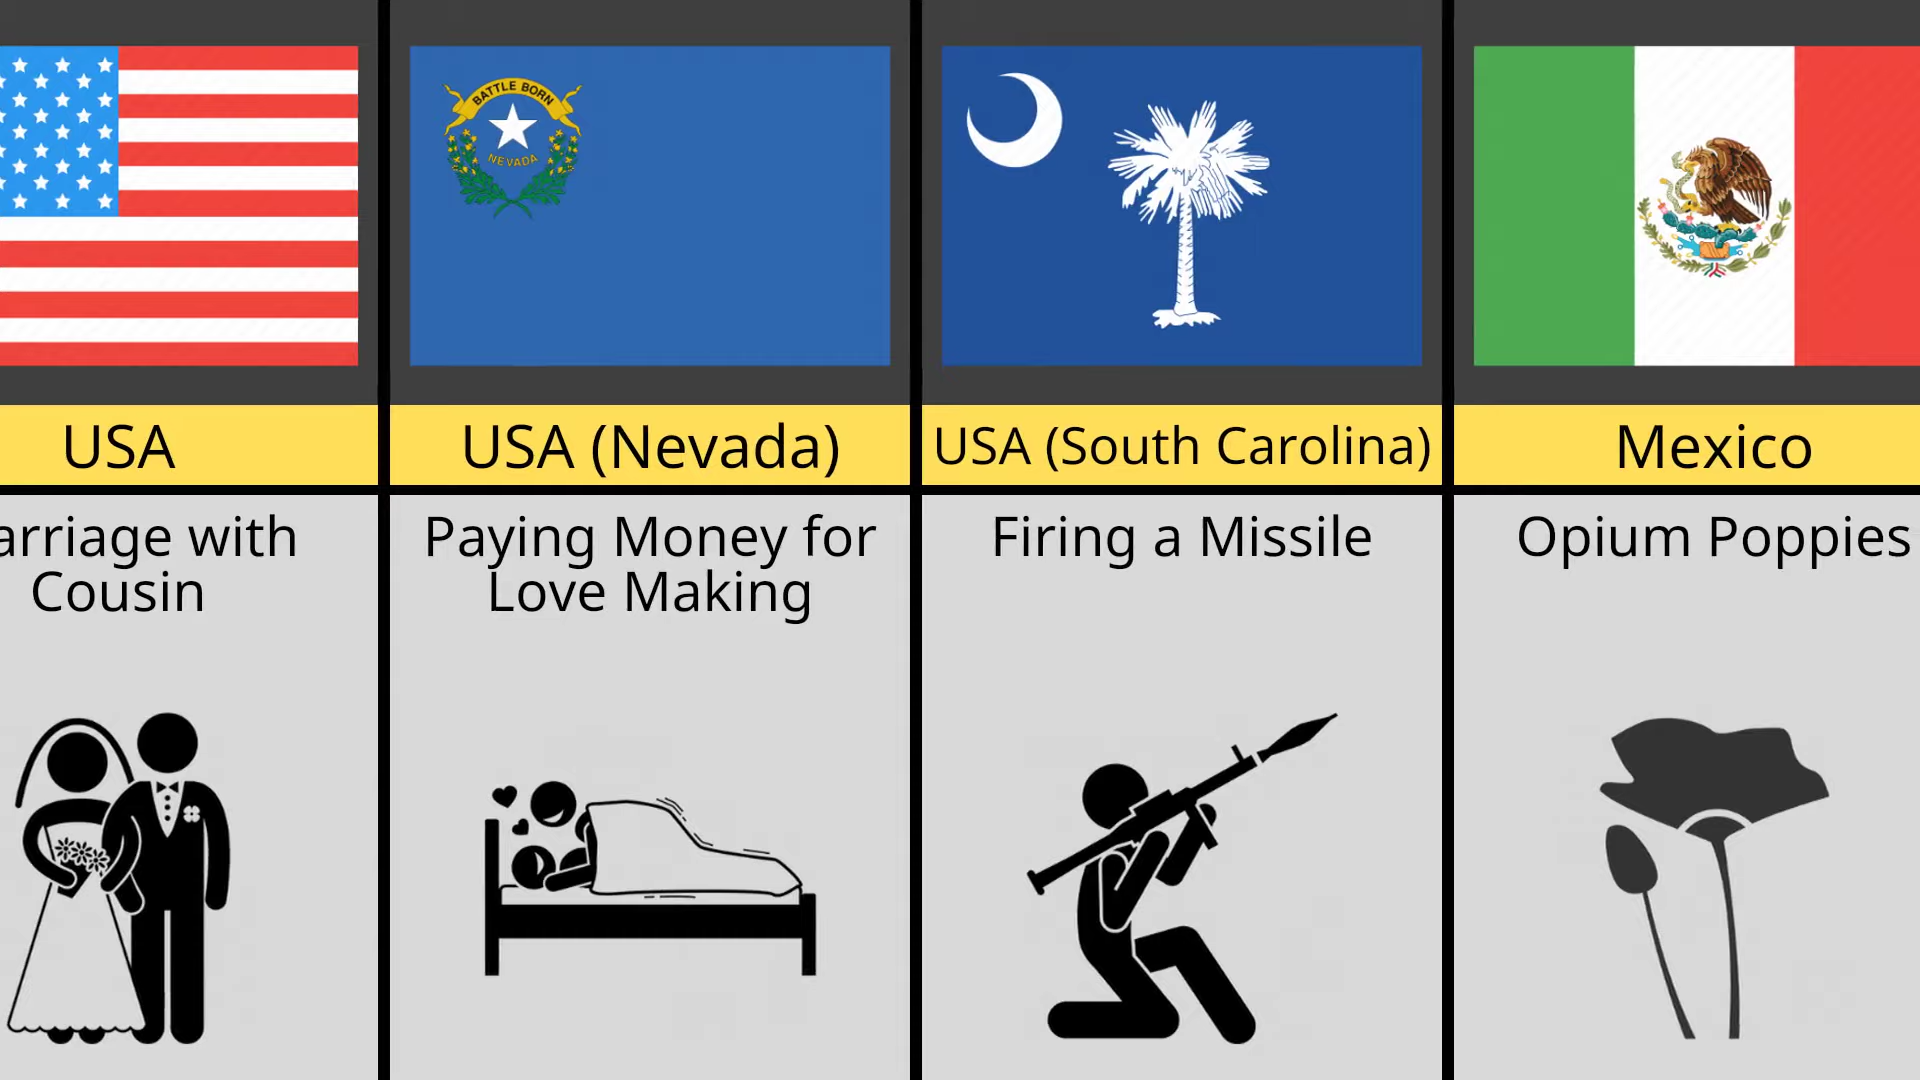 BATTLE BORN
NEVADA
USA
USA (Nevada)
USA (South Carolina)
Mexico
arriage with
Cousin
Paying Money for
Love Making
Firing a Missile
Opium Poppies